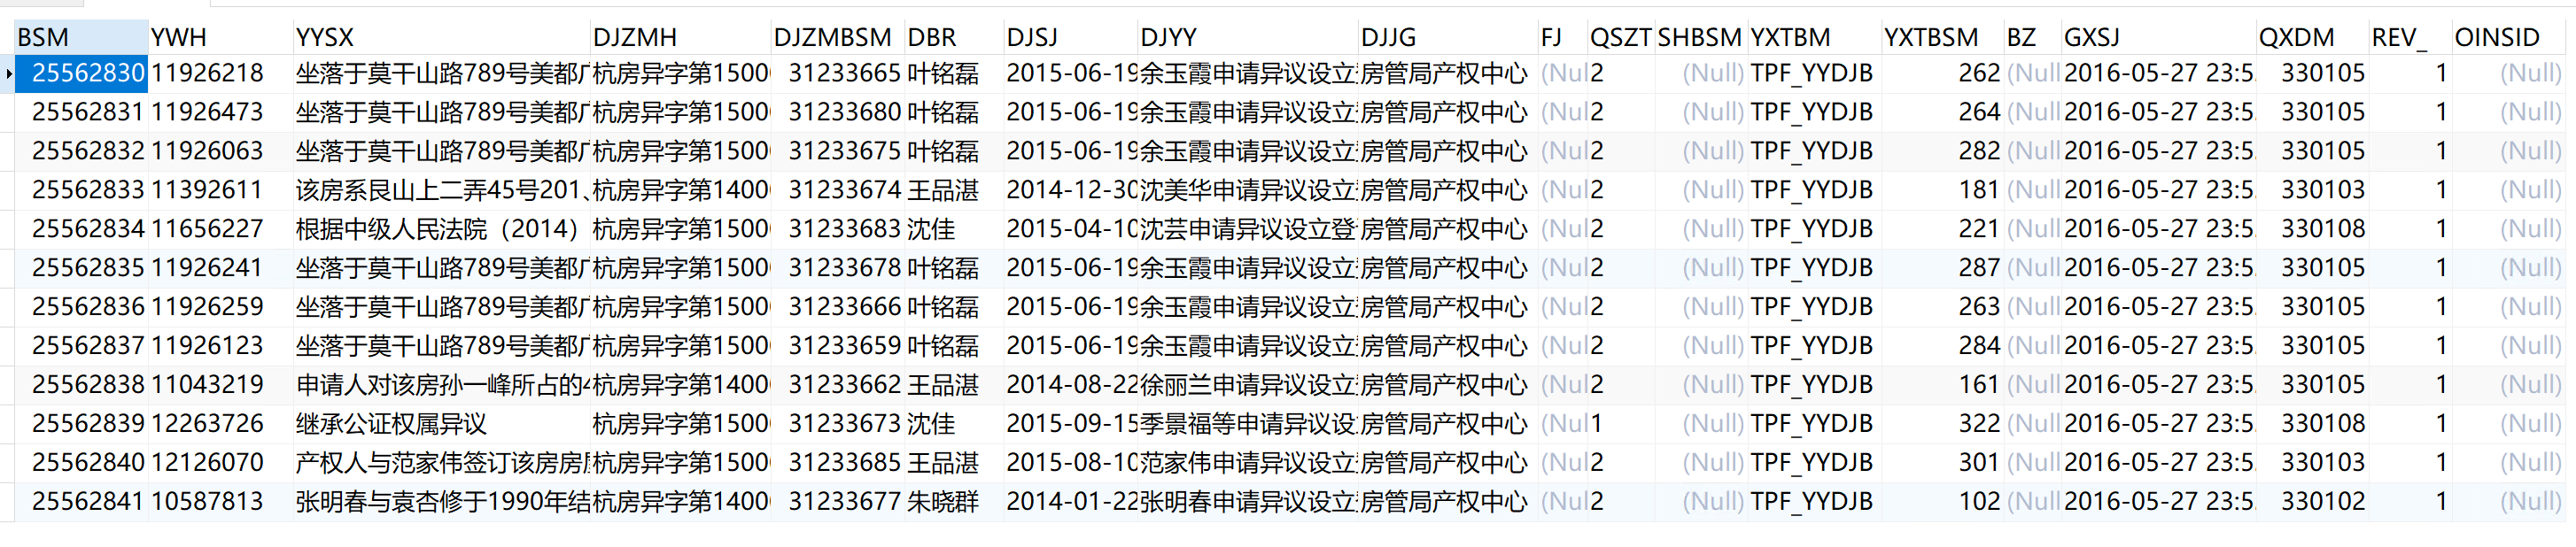 BSM YWH YYSX DJZMH DJZMBSM DBR DJSJ DJYY DJJG FJ QSZT SHBSM YXTBM YXTBSM BZ GXSJ QXDM REV_ OINSID
25562830 11926218 坐落于莫干山路789号美都 杭房异字第1500 31233665 叶铭磊 2015-06-19 余玉霞申请异议设立 房管局产权中心 (Nul 2 (Null) TPF_YYDJB 262 (Null 2016-05-27 23:5 330105 1 (Null)
25562831 11926473 坐落于莫干山路789号美都 杭房异字第1500 31233680 叶铭磊 2015-06-19 余玉霞申请异议设立 房管局产权中心 (Nul 2 (Null) TPF_YYDJB 264 (Null 2016-05-27 23:5 330105 1 (Null)
25562832 11926063 坐落于莫干山路789号美都 杭房异字第1500 31233675 叶铭磊 2015-06-19 余玉霞申请异议设立 房管局产权中心 (Nul 2 (Null) TPF_YYDJB 282 (Null 2016-05-27 23:5 330105 1 (Null)
25562833 11392611 该房系艮山上二弄45号201、 杭房异字第1400 31233674 王品湛 2014-12-30 沈美华申请异议设立 房管局产权中心 (Nul 2 (Null) TPF_YYDJB 181 (Null 2016-05-27 23:5 330103 1 (Null)
25562834 11656227 根据中级人民法院（2014） 杭房异字第1500 31233683 沈佳 2015-04-10 沈芸申请异议设立登 房管局产权中心 (Nul 2 (Null) TPF_YYDJB 221 (Null 2016-05-27 23:5 330108 1 (Null)
25562835 11926241 坐落于莫干山路789号美都 杭房异字第1500 31233678 叶铭磊 2015-06-19 余玉霞申请异议设立 房管局产权中心 (Nul 2 (Null) TPF_YYDJB 287 (Null 2016-05-27 23:5 330105 1 (Null)
25562836 11926259 坐落于莫干山路789号美都 杭房异字第1500 31233666 叶铭磊 2015-06-19 余玉霞申请异议设立 房管局产权中心 (Nul 2 (Null) TPF_YYDJB 263 (Null 2016-05-27 23:5 330105 1 (Null)
25562837 11926123 坐落于莫干山路789号美都 杭房异字第1500 31233659 叶铭磊 2015-06-19 余玉霞申请异议设立 房管局产权中心 (Nul 2 (Null) TPF_YYDJB 284 (Null 2016-05-27 23:5 330105 1 (Null)
25562838 11043219 申请人对该房孙一峰所占的 杭房异字第1400 31233662 王品湛 2014-08-22 徐丽兰申请异议设立 房管局产权中心 (Nul 2 (Null) TPF_YYDJB 161 (Null 2016-05-27 23:5 330105 1 (Null)
25562839 12263726 继承公证权属异议 杭房异字第1500 31233673 沈佳 2015-09-15 季景福等申请异议设 房管局产权中心 (Nul 1 (Null) TPF_YYDJB 322 (Null 2016-05-27 23:5 330108 1 (Null)
25562840 12126070 产权人与范家伟签订该房房 杭房异字第1500 31233685 王品湛 2015-08-10 范家伟申请异议设立 房管局产权中心 (Nul 2 (Null) TPF_YYDJB 301 (Null 2016-05-27 23:5 330103 1 (Null)
25562841 10587813 张明春与袁杏修于1990年结 杭房异字第1400 31233677 朱晓群 2014-01-22 张明春申请异议设立 房管局产权中心 (Nul 2 (Null) TPF_YYDJB 102 (Null 2016-05-27 23:5 330102 1 (Null)